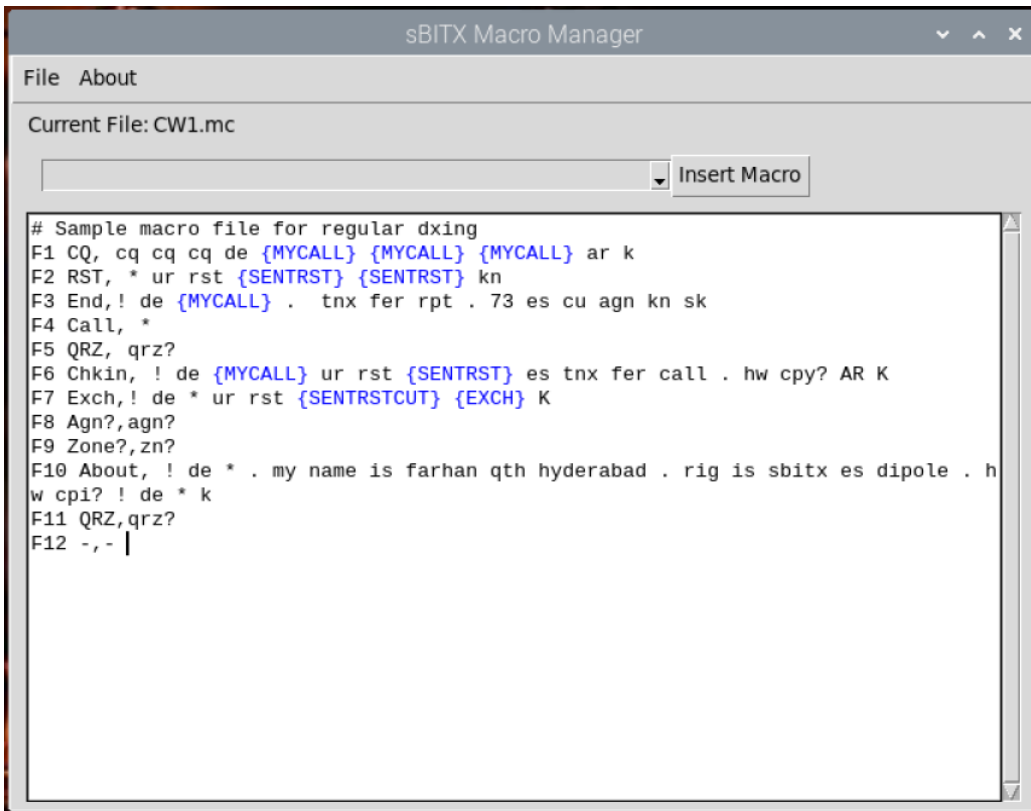 sBITX Macro Manager
File About
Current File: CW1.mc
Insert Macro
# Sample macro file for regular dxing
F1 CQ, cq cq cq de {MYCALL} {MYCALL} {MYCALL} ar k
F2 RST, * ur rst {SENTRST} {SENTRST} kn
F3 End,! de {MYCALL} .  tnx fer rpt . 73 es cu agn kn sk
F4 Call, *
F5 QRZ, qrz?
F6 Chkin, ! de {MYCALL} ur rst {SENTRST} es tnx fer call . hw cpy? AR K
F7 Exch,! de * ur rst {SENTRSTCUT} {EXCH} K
F8 Agn?,agn?
F9 Zone?,zn?
F10 About, ! de * . my name is farhan qth hyderabad . rig is sbitx es dipole . h
w cpi? ! de * k
F11 QRZ,qrz?
F12 -,-